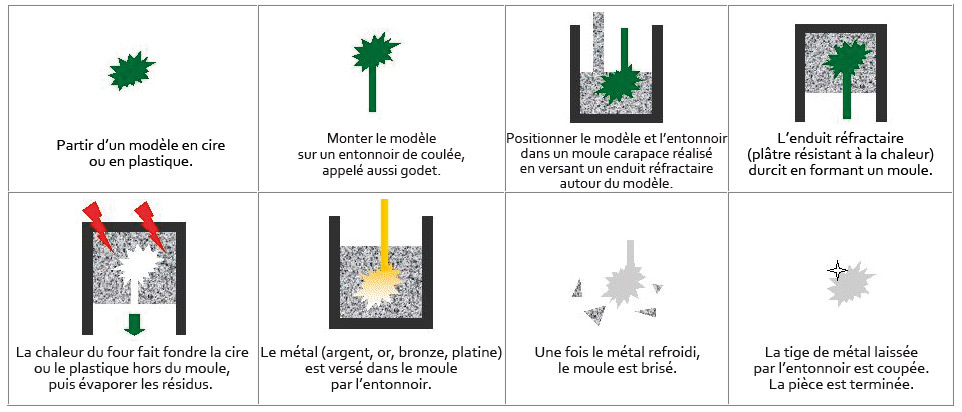 Partir d'un modèle en cire
ou en plastique.
Monter le modèle
sur un entonnoir de coulée,
appelé aussi godet.
Positionner le modèle et l'entonnoir
dans un moule carapace réalisé
en versant un enduit réfractaire
autour du modèle.
L'enduit réfractaire
(plâtre résistant à la chaleur)
durcit en formant un moule.
La chaleur du four fait fondre la cire
ou le plastique hors du moule,
puis évaporer les résidus.
Le métal (argent, or, bronze, platine)
est versé dans le moule
par l'entonnoir.
Une fois le métal refroidi,
le moule est brisé.
La tige de métal laissée
par l'entonnoir est coupée.
La pièce est terminée.